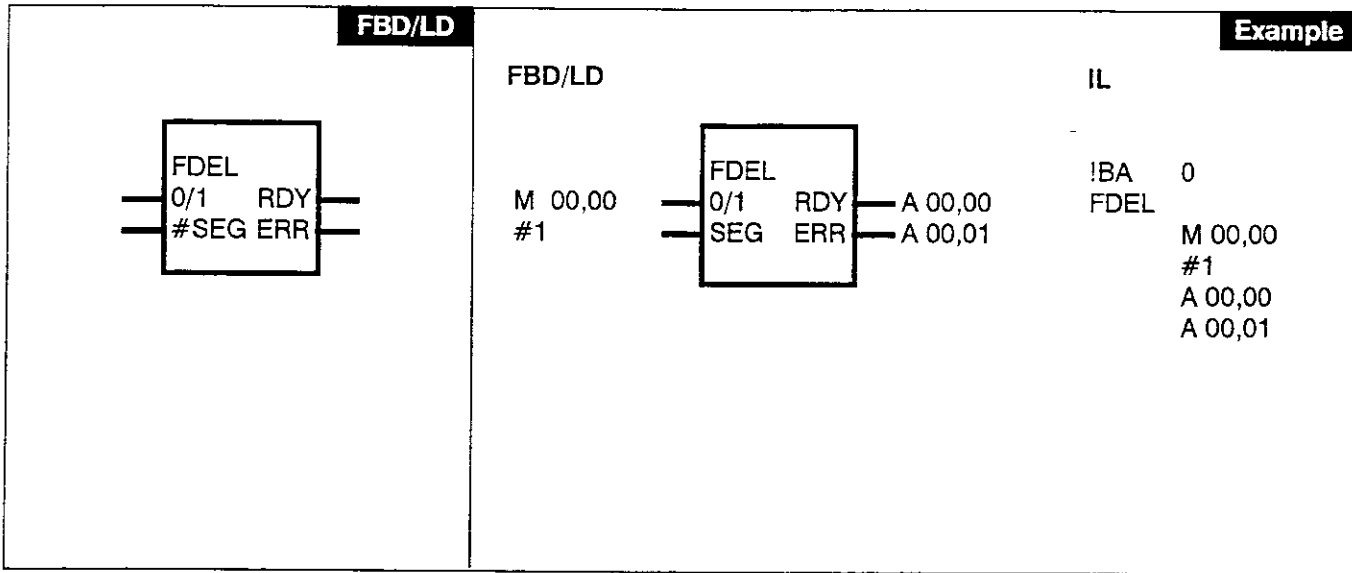 FBD/LD
FDEL
0/1 RDY
#SEG ERR
Example
FBD/LD
M 00,00
#1
FDEL
0/1 RDY
SEG ERR
A 00,00
A 00,01
IL
!BA 0
FDEL
M 00,00
#1
A 00,00
A 00,01